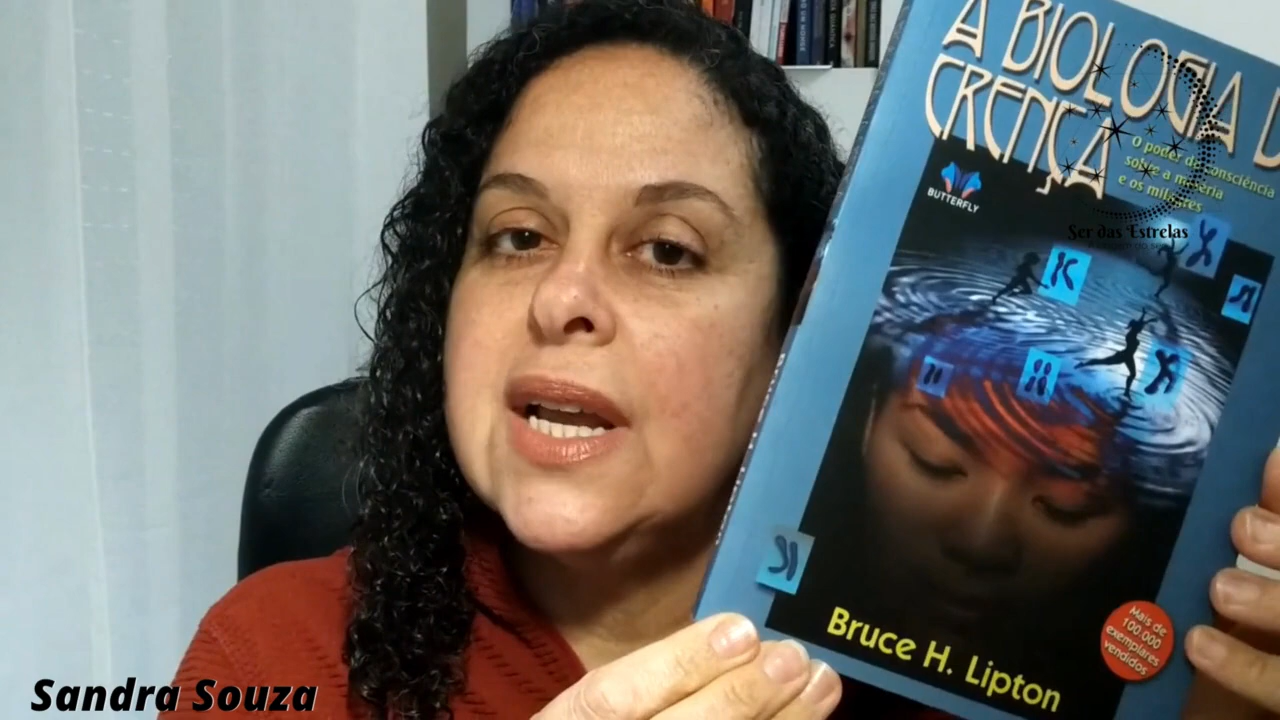 A BIOLOGIA D
CRENÇA
O poder da consciência
sobre a matéria
e os milagres
BUTTERFLY
Ser das Estrelas
Bruce H. Lipton
Mais de
100.000
exemplares
vendidos
Sandra Souza